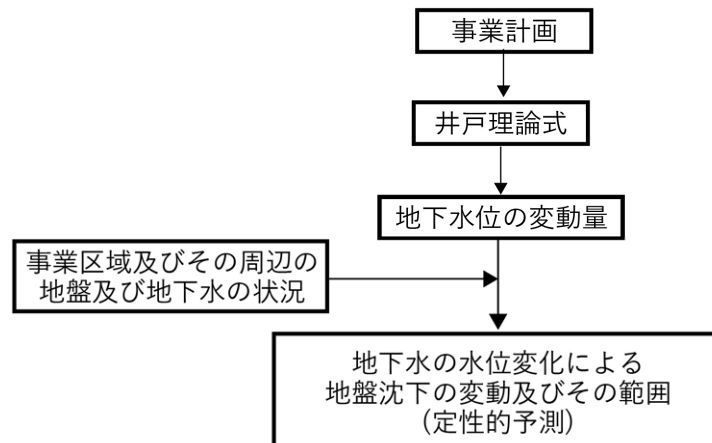 事業計画
井戸理論式
地下水位の変動量
事業区域及びその周辺の
地盤及び地下水の状況
地下水の水位変化による
地盤沈下の変動及びその範囲
(定性的予測)